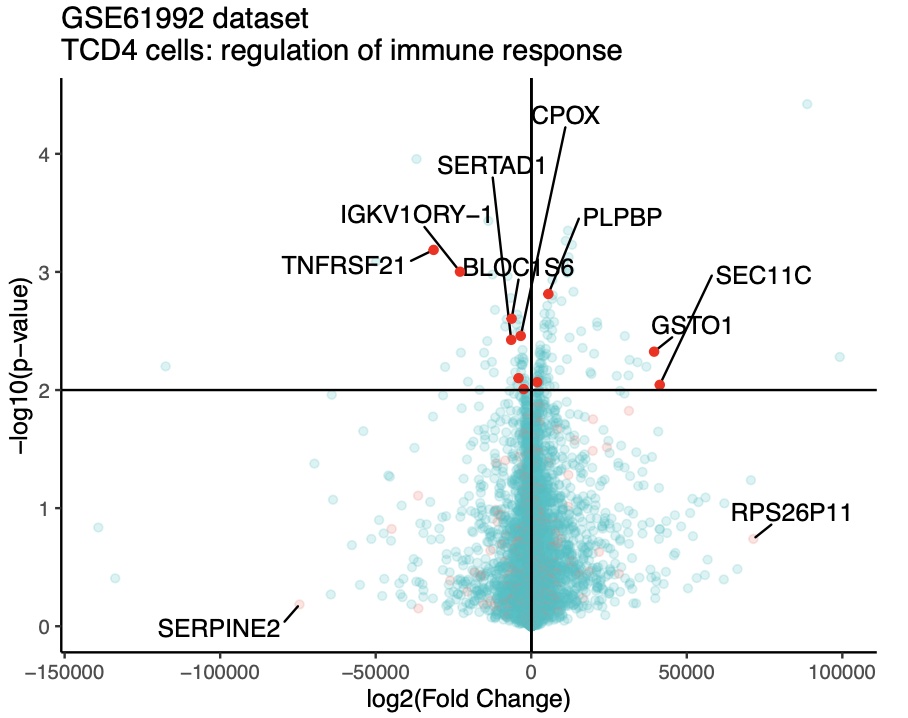 GSE61992 dataset
TCD4 cells: regulation of immune response
CPOX
SERTAD1
IGKV1ORY−1
PLPBP
TNFRSF21
BLOC1S6
SEC11C
GSTO1
RPS26P11
SERPINE2
4
3
2
1
0
−log10(p−value)
−150000
−100000
−50000
0
50000
100000
log2(Fold Change)